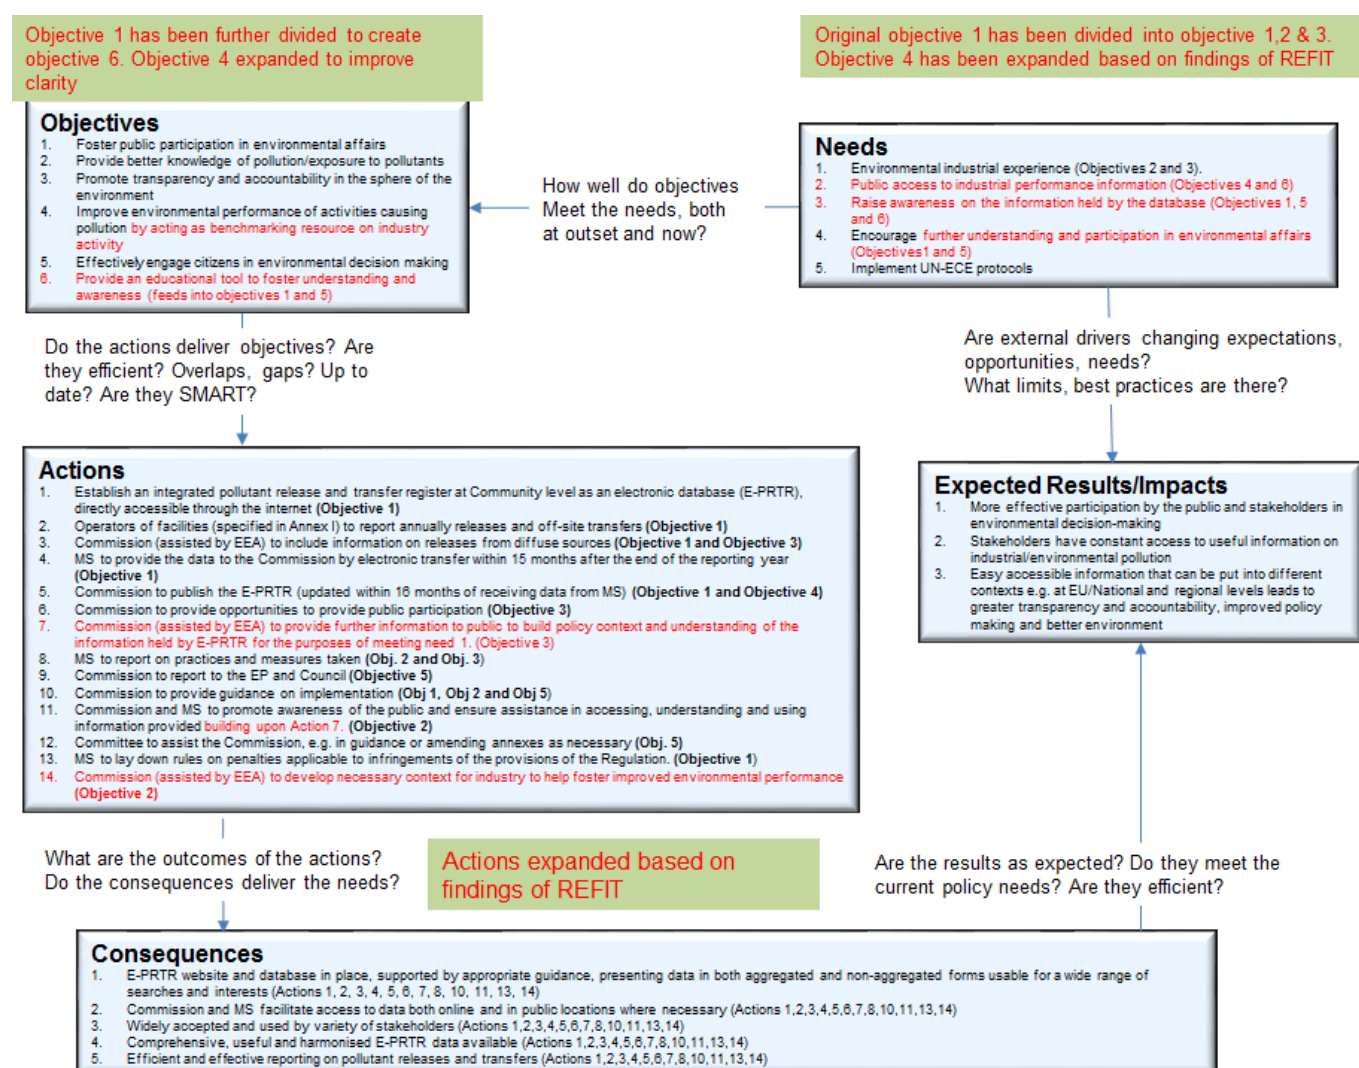 Objective 1 has been further divided to create
objective 6. Objective 4 expanded to improve
clarity
Original objective 1 has been divided into objective 1,2 & 3.
Objective 4 has been expanded based on findings of REFIT
Objectives
1. Foster public participation in environmental affairs
2. Provide better knowledge of pollution/exposure to pollutants
3. Promote transparency and accountability in the sphere of the
environment
4. Improve environmental performance of activities causing
pollution by acting as benchmarking resource on industry
activity
5. Effectively engage citizens in environmental decision making
6. Provide an educational tool to foster understanding and
awareness (feeds into objectives 1 and 5)
How well do objectives
Meet the needs, both
at outset and now?
Needs
1. Environmental industrial experience (Objectives 2 and 3).
2. Public access to industrial performance information (Objectives 4 and 6)
3. Raise awareness on the information held by the database (Objectives 1, 5
and 6)
4. Encourage further understanding and participation in environmental affairs
(Objectives1 and 5)
5. Implement UN-ECE protocols
Do the actions deliver objectives? Are
they efficient? Overlaps, gaps? Up to
date? Are they SMART?
Are external drivers changing expectations,
opportunities, needs?
What limits, best practices are there?
Actions
1. Establish an integrated pollutant release and transfer register at Community level as an electronic database (E-PRTR),
directly accessible through the internet (Objective 1)
2. Operators of facilities (specified in Annex I) to report annually releases and off-site transfers (Objective 1)
3. Commission (assisted by EEA) to include information on releases from diffuse sources (Objective 1 and Objective 3)
4. MS to provide the data to the Commission by electronic transfer within 15 months after the end of the reporting year
(Objective 1)
5. Commission to publish the E-PRTR (updated within 16 months of receiving data from MS) (Objective 1 and Objective 4)
6. Commission to provide opportunities to provide public participation (Objective 3)
7. Commission (assisted by EEA) to provide further information to public to build policy context and understanding of the
information held by E-PRTR for the purposes of meeting need 1. (Objective 3)
8. MS to report on practices and measures taken (Obj. 2 and Obj. 3)
9. Commission to report to the EP and Council (Objective 5)
10. Commission to provide guidance on implementation (Obj 1, Obj 2 and Obj 5)
11. Commission and MS to promote awareness of the public and ensure assistance in accessing, understanding and using
information provided building upon Action 7. (Objective 2)
12. Committee to assist the Commission, e.g. in guidance or amending annexes as necessary (Obj. 5)
13. MS to lay down rules on penalties applicable to infringements of the provisions of the Regulation. (Objective 1)
14. Commission (assisted by EEA) to develop necessary context for industry to help foster improved environmental performance
(Objective 2)
Expected Results/Impacts
1. More effective participation by the public and stakeholders in
environmental decision-making
2. Stakeholders have constant access to useful information on
industrial/environmental pollution
3. Easy accessible information that can be put into different
contexts e.g. at EU/National and regional levels leads to
greater transparency and accountability, improved policy
making and better environment
What are the outcomes of the actions?
Do the consequences deliver the needs?
Actions expanded based on
findings of REFIT
Are the results as expected? Do they meet the
current policy needs? Are they efficient?
Consequences
1. E-PRTR website and database in place, supported by appropriate guidance, presenting data in both aggregated and non-aggregated forms usable for a wide range of
searches and interests (Actions 1, 2, 3, 4, 5, 6, 7, 8, 10, 11, 13, 14)
2. Commission and MS facilitate access to data both online and in public locations where necessary (Actions 1,2,3,4,5,6,7,8,10,11,13,14)
3. Widely accepted and used by variety of stakeholders (Actions 1,2,3,4,5,6,7,8,10,11,13,14)
4. Comprehensive, useful and harmonised E-PRTR data available (Actions 1,2,3,4,5,6,7,8,10,11,13,14)
5. Efficient and effective reporting on pollutant releases and transfers (Actions 1,2,3,4,5,6,7,8,10,11,13,14)